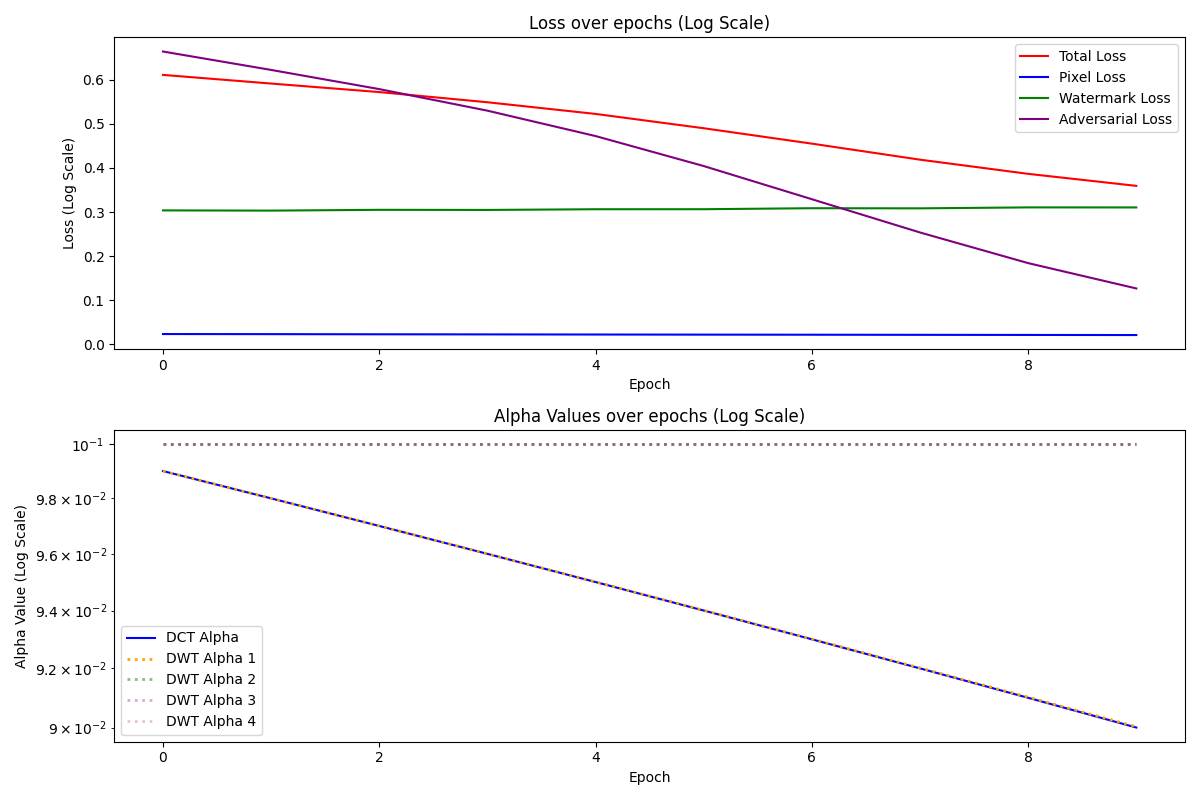 Loss over epochs (Log Scale)
Loss (Log Scale)
0.6
0.5
0.4
0.3
0.2
0.1
0.0
Total Loss
Pixel Loss
Watermark Loss
Adversarial Loss
0 2 4 6 8
Epoch
Alpha Values over epochs (Log Scale)
Alpha Value (Log Scale)
10⁻¹
9.8 × 10⁻²
9.6 × 10⁻²
9.4 × 10⁻²
9.2 × 10⁻²
9 × 10⁻²
DCT Alpha
DWT Alpha 1
DWT Alpha 2
DWT Alpha 3
DWT Alpha 4
0 2 4 6 8
Epoch